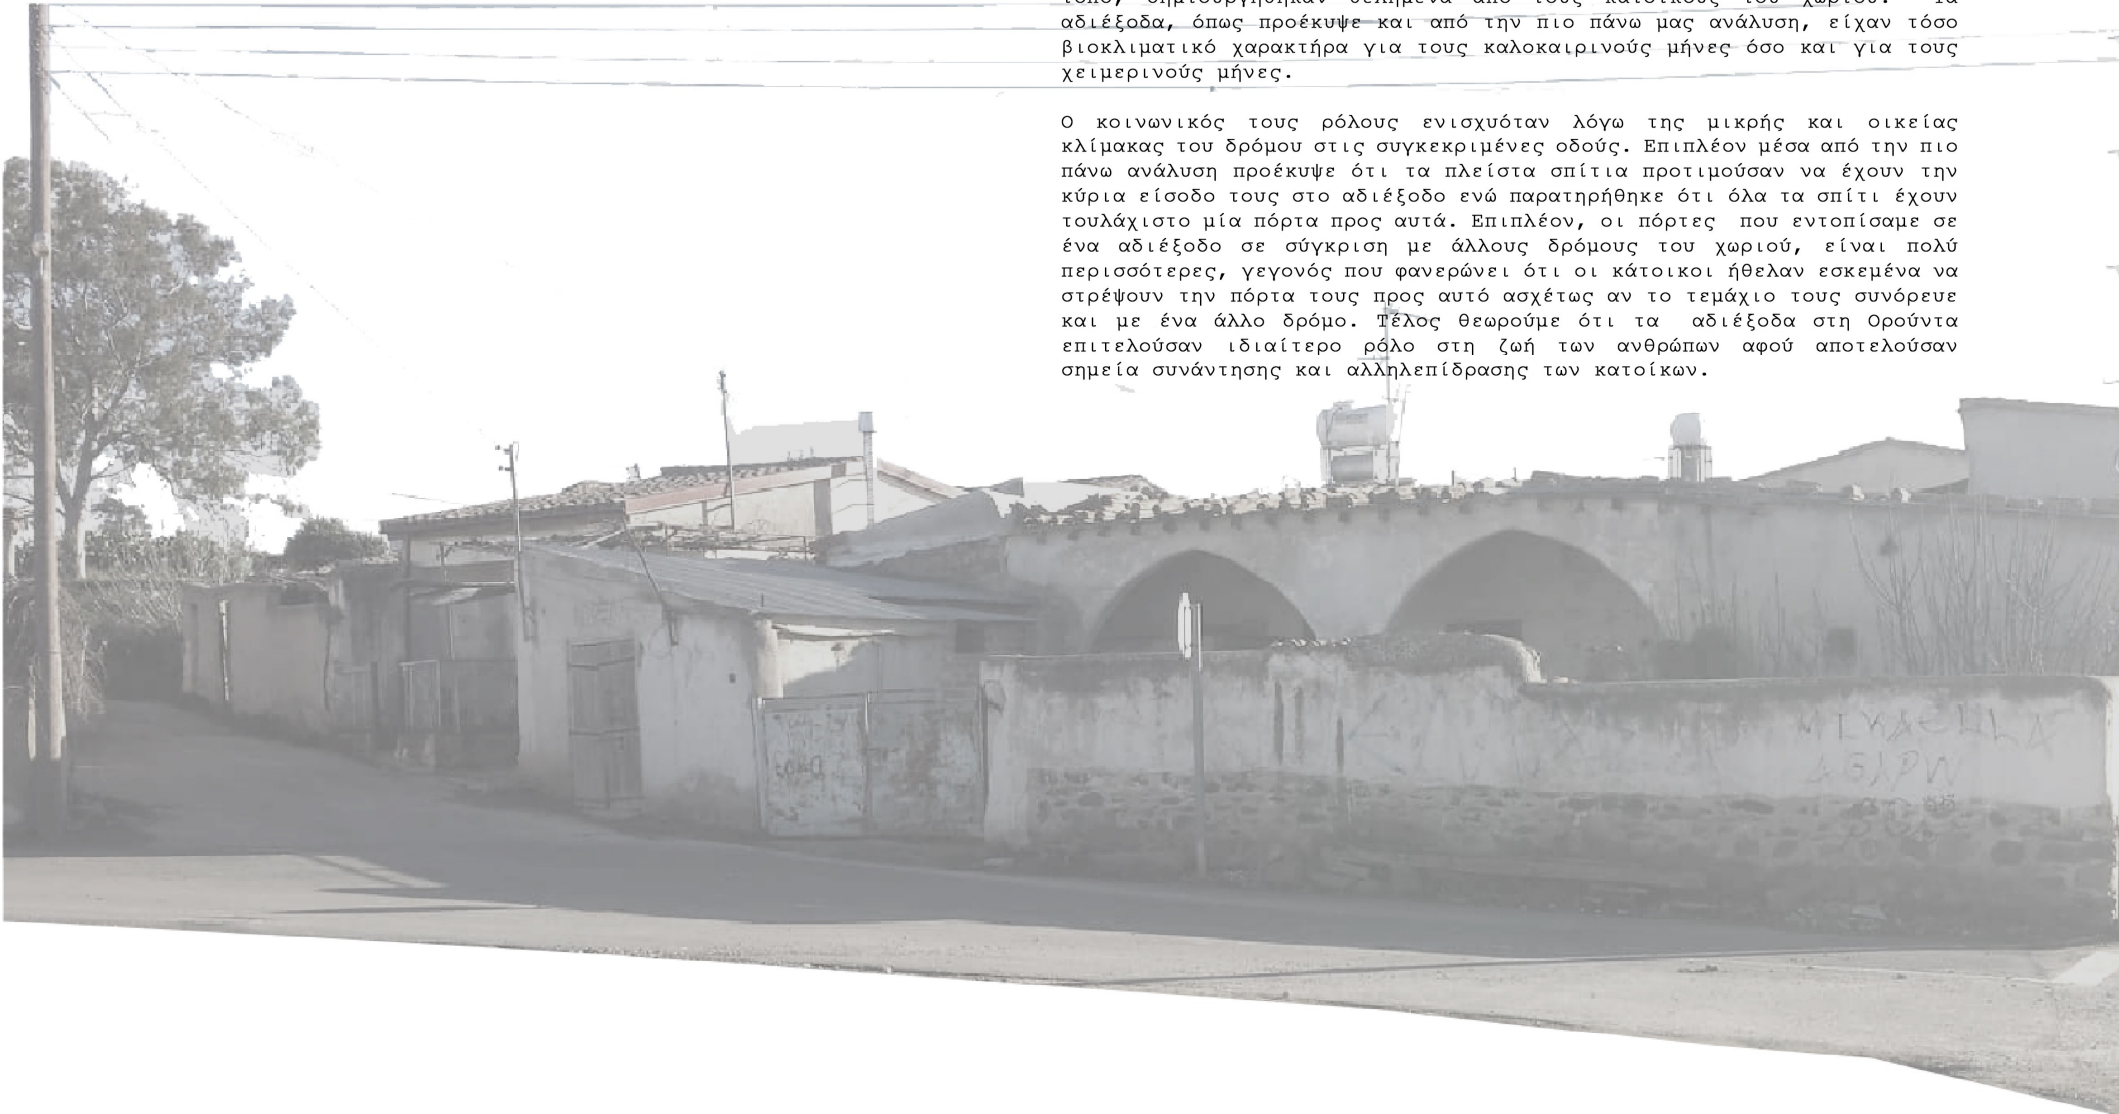 αδιέξοδα, όπως προέκυψε και από την πιο πάνω μας ανάλυση, είχαν τόσο
βιοκλιματικό χαρακτήρα για τους καλοκαιρινούς μήνες όσο και για τους
χειμερινούς μήνες.
Ο κοινωνικός τους ρόλους ενισχυόταν λόγω της μικρής και οικείας
κλίμακας του δρόμου στις συγκεκριμένες οδούς. Επιπλέον μέσα από την πιο
πάνω ανάλυση προέκυψε ότι τα πλείστα σπίτια προτιμούσαν να έχουν την
κύρια είσοδο τους στο αδιέξοδο ενώ παρατηρήθηκε ότι όλα τα σπίτι έχουν
τουλάχιστο μία πόρτα προς αυτά. Επιπλέον, οι πόρτες που εντοπίσαμε σε
ένα αδιέξοδο σε σύγκριση με άλλους δρόμους του χωριού, είναι πολύ
περισσότερες, γεγονός που φανερώνει ότι οι κάτοικοι ήθελαν εσκεμένα να
στρέψουν την πόρτα τους προς αυτό ασχέτως αν το τεμάχιο τους συνόρευε
και με ένα άλλο δρόμο. Τέλος θεωρούμε ότι τα αδιέξοδα στη Ορούντα
επιτελούσαν ιδιαίτερο ρόλο στη ζωή των ανθρώπων αφού αποτελούσαν
σημεία συνάντησης και αλληλεπίδρασης των κατοίκων.